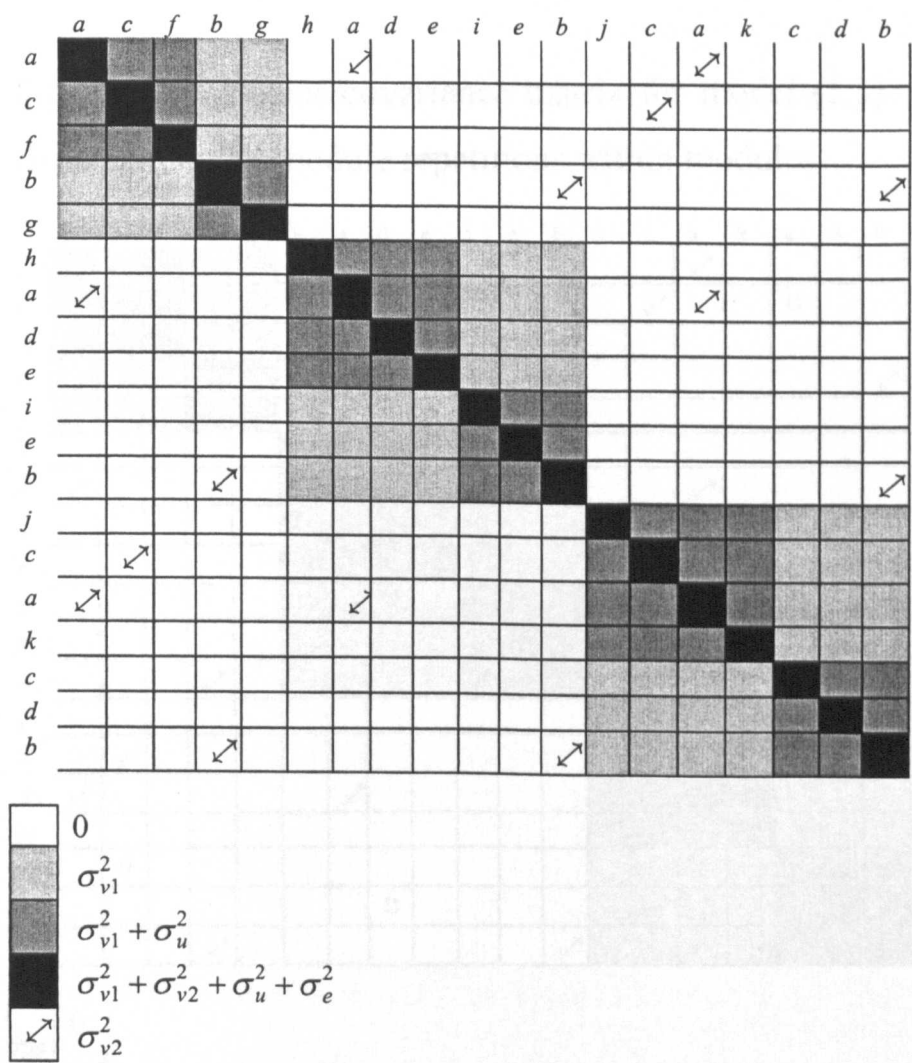 a c f b g h a d e i e b j c a k c d b
a
c
f
b
g
h
a
d
e
i
e
b
j
c
a
k
c
d
b
0
σ²ᵥ₁
σ²ᵥ₁ + σ²ᵤ
σ²ᵥ₁ + σ²ᵥ₂ + σ²ᵤ + σ²ₑ
σ²ᵥ₂